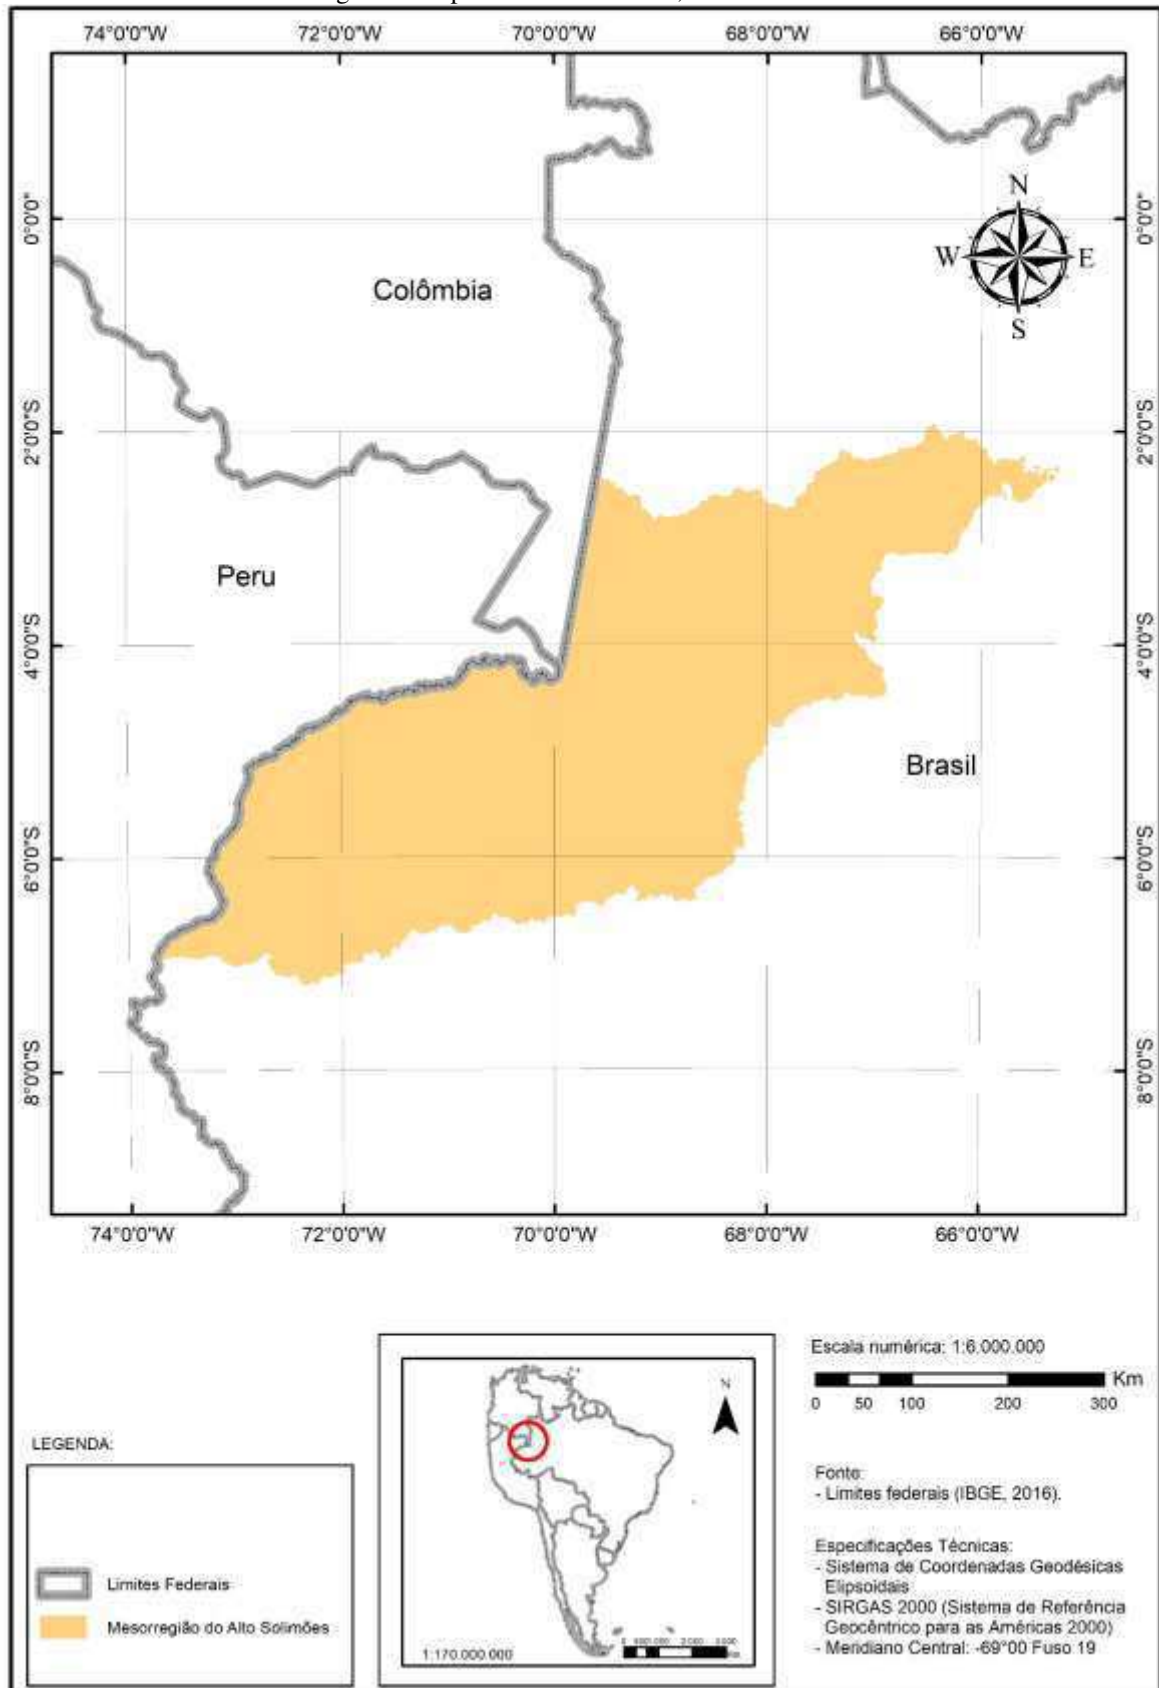 74°0'0"W 72°0'0"W 70°0'0"W 68°0'0"W 66°0'0"W
N
W E
S
0°0'0" 0°0'0"
Colômbia
2°0'0"S 2°0'0"S
Peru
4°0'0"S 4°0'0"S
Brasil
6°0'0"S 6°0'0"S
8°0'0"S 8°0'0"S
74°0'0"W 72°0'0"W 70°0'0"W 68°0'0"W 66°0'0"W
LEGENDA:
Limites Federais
Mesorregião do Alto Solimões
N
1:170.000.000
Escala numérica: 1:6.000.000
Km
0 50 100 200 300
Fonte:
- Limites federais (IBGE, 2016).
Especificações Técnicas:
- Sistema de Coordenadas Geodésicas
Elipsoidais
- SIRGAS 2000 (Sistema de Referência
Geocêntrico para as Américas 2000)
- Meridiano Central: -69°00 Fuso 19